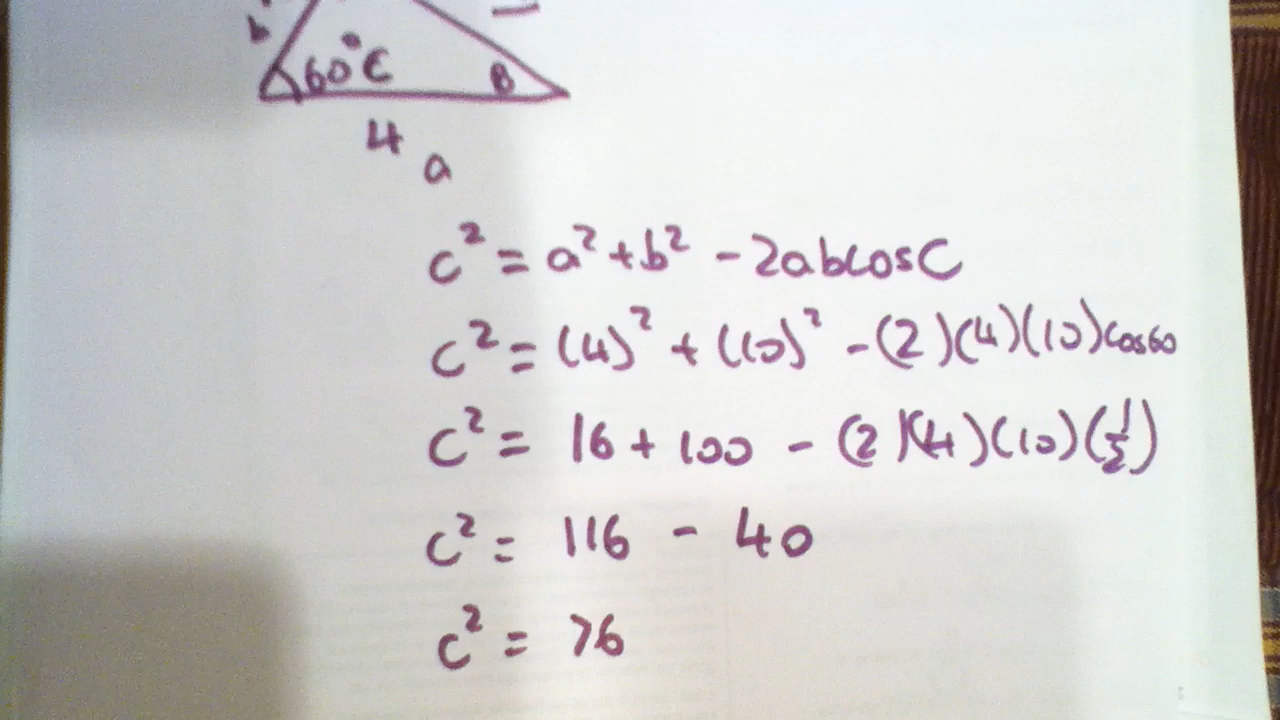 b
60° C
B
4
a
c² = a² + b² - 2abcosC
c² = (4)² + (10)² - (2)(4)(10)cos60
c² = 16 + 100 - (2)(4)(10)(1/2)
c² = 116 - 40
c² = 76